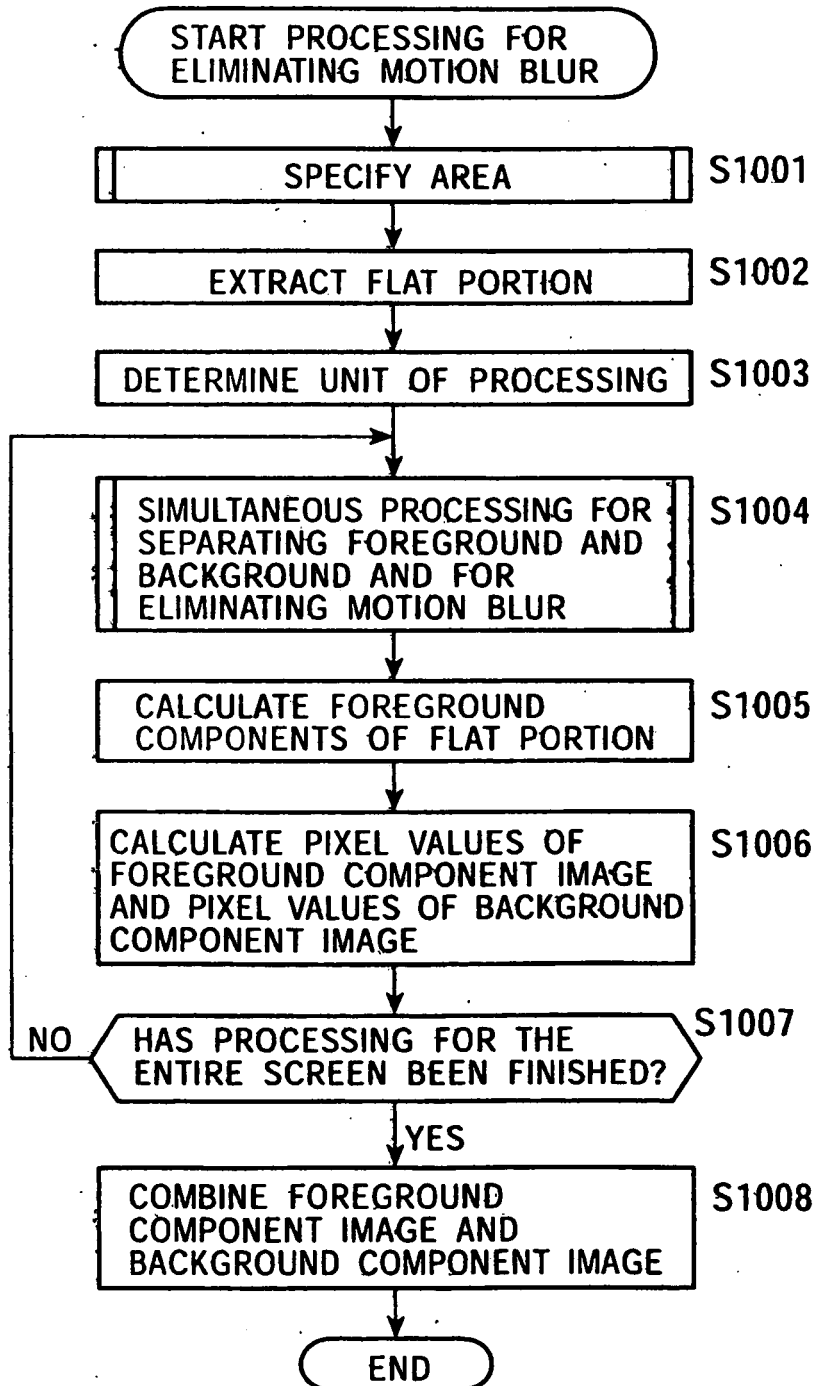 START PROCESSING FOR
ELIMINATING MOTION BLUR
SPECIFY AREA
S1001
EXTRACT FLAT PORTION
S1002
DETERMINE UNIT OF PROCESSING
S1003
SIMULTANEOUS PROCESSING FOR
SEPARATING FOREGROUND AND
BACKGROUND AND FOR
ELIMINATING MOTION BLUR
S1004
CALCULATE FOREGROUND
COMPONENTS OF FLAT PORTION
S1005
CALCULATE PIXEL VALUES OF
FOREGROUND COMPONENT IMAGE
AND PIXEL VALUES OF BACKGROUND
COMPONENT IMAGE
S1006
HAS PROCESSING FOR THE
ENTIRE SCREEN BEEN FINISHED?
S1007
NO
YES
COMBINE FOREGROUND
COMPONENT IMAGE AND
BACKGROUND COMPONENT IMAGE
S1008
END